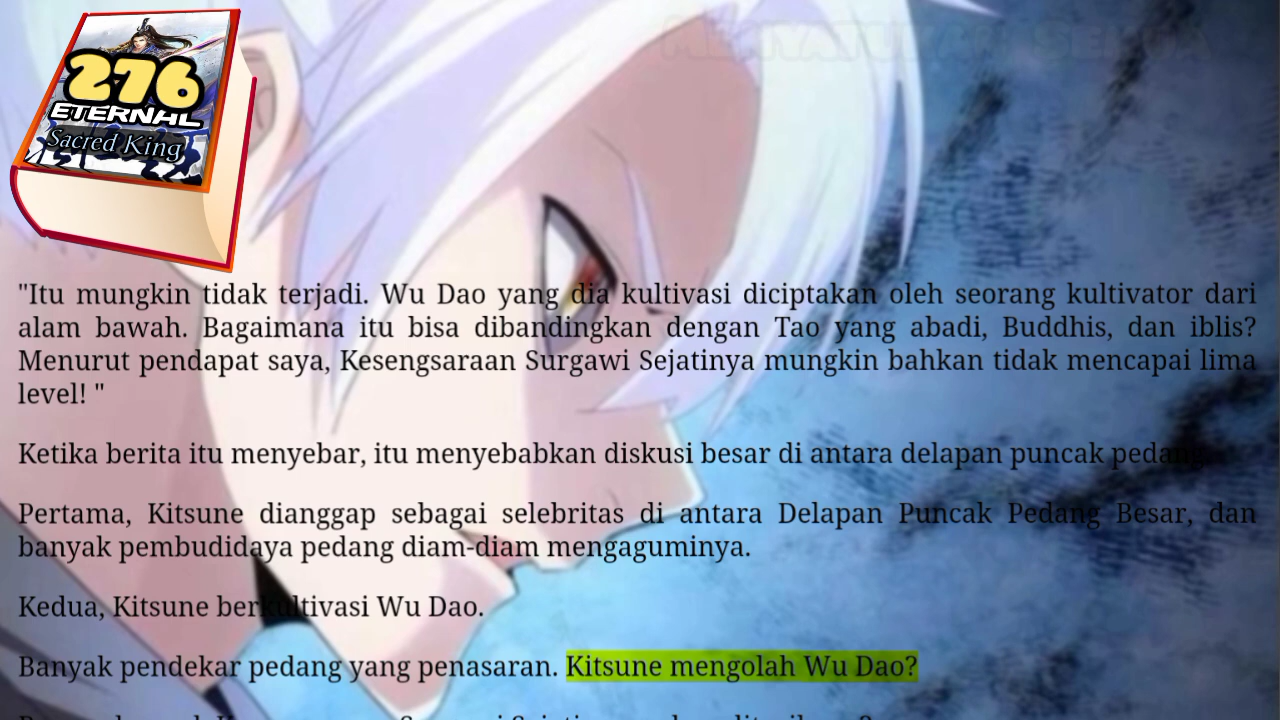 276
ETERNAL
Sacred King
"Itu mungkin tidak terjadi. Wu Dao yang dia kultivasi diciptakan oleh seorang kultivator dari
alam bawah. Bagaimana itu bisa dibandingkan dengan Tao yang abadi, Buddhis, dan iblis?
Menurut pendapat saya, Kesengsaraan Surgawi Sejatinya mungkin bahkan tidak mencapai lima
level! "
Ketika berita itu menyebar, itu menyebabkan diskusi besar di antara delapan puncak pedang.
Pertama, Kitsune dianggap sebagai selebritas di antara Delapan Puncak Pedang Besar, dan
banyak pembudidaya pedang diam-diam mengaguminya.
Kedua, Kitsune berkultivasi Wu Dao.
Banyak pendekar pedang yang penasaran. Kitsune mengolah Wu Dao?